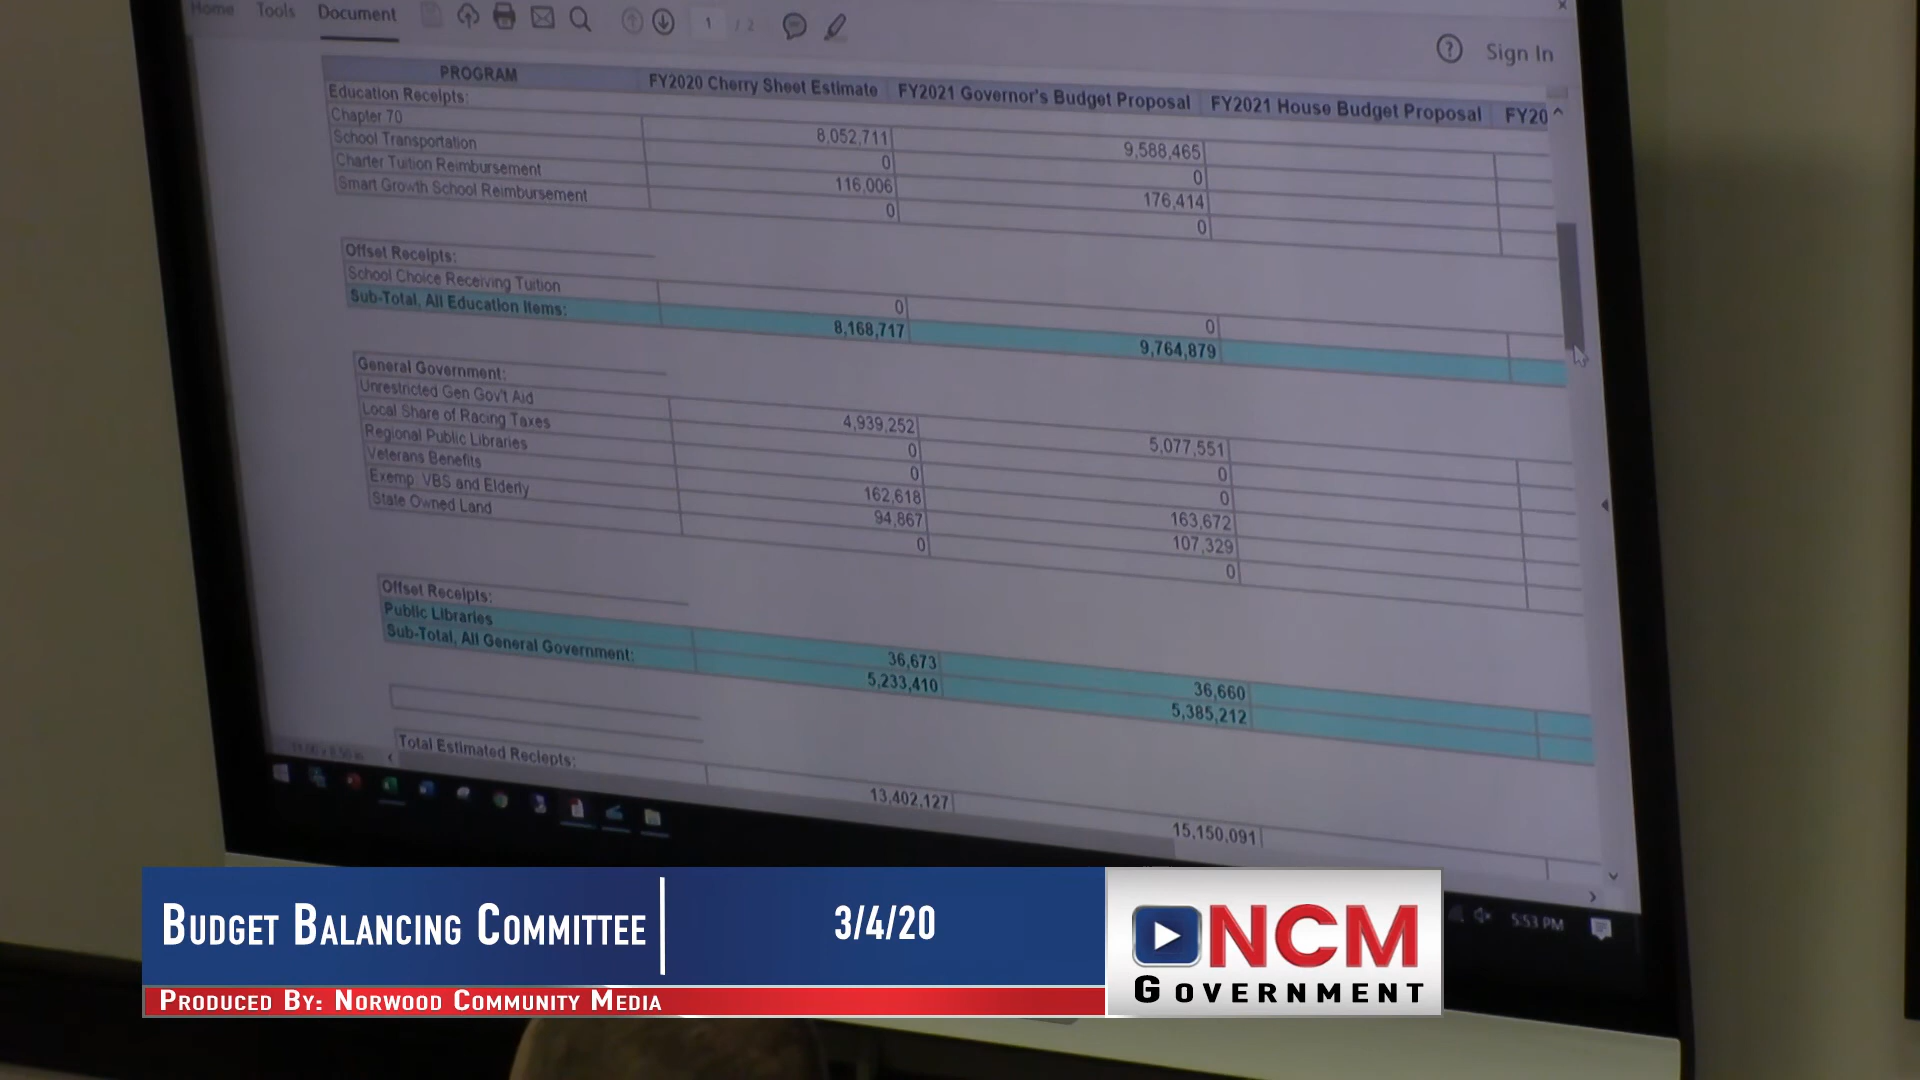 Home Tools Document 1 / 2
Sign In
PROGRAM FY2020 Cherry Sheet Estimate FY2021 Governor's Budget Proposal FY2021 House Budget Proposal FY20
Education Receipts:
Chapter 70 8,052,711 9,588,465
School Transportation 0 0
Charter Tuition Reimbursement 116,006 176,414
Smart Growth School Reimbursement 0 0
Offset Receipts:
School Choice Receiving Tuition 0 0
Sub-Total, All Education Items: 8,168,717 9,764,879
General Government:
Unrestricted Gen Gov't Aid 4,939,252 5,077,551
Local Share of Racing Taxes 0 0
Regional Public Libraries 0 0
Veterans Benefits 162,618 163,672
Exemp: VBS and Elderly 94,867 107,329
State Owned Land 0 0
Offset Receipts:
Public Libraries 36,673 36,660
Sub-Total, All General Government: 5,233,410 5,385,212
Total Estimated Reciepts: 13,402,127 15,150,091
5:53 PM
Budget Balancing Committee 3/4/20
Produced By: Norwood Community Media
NCM
Government